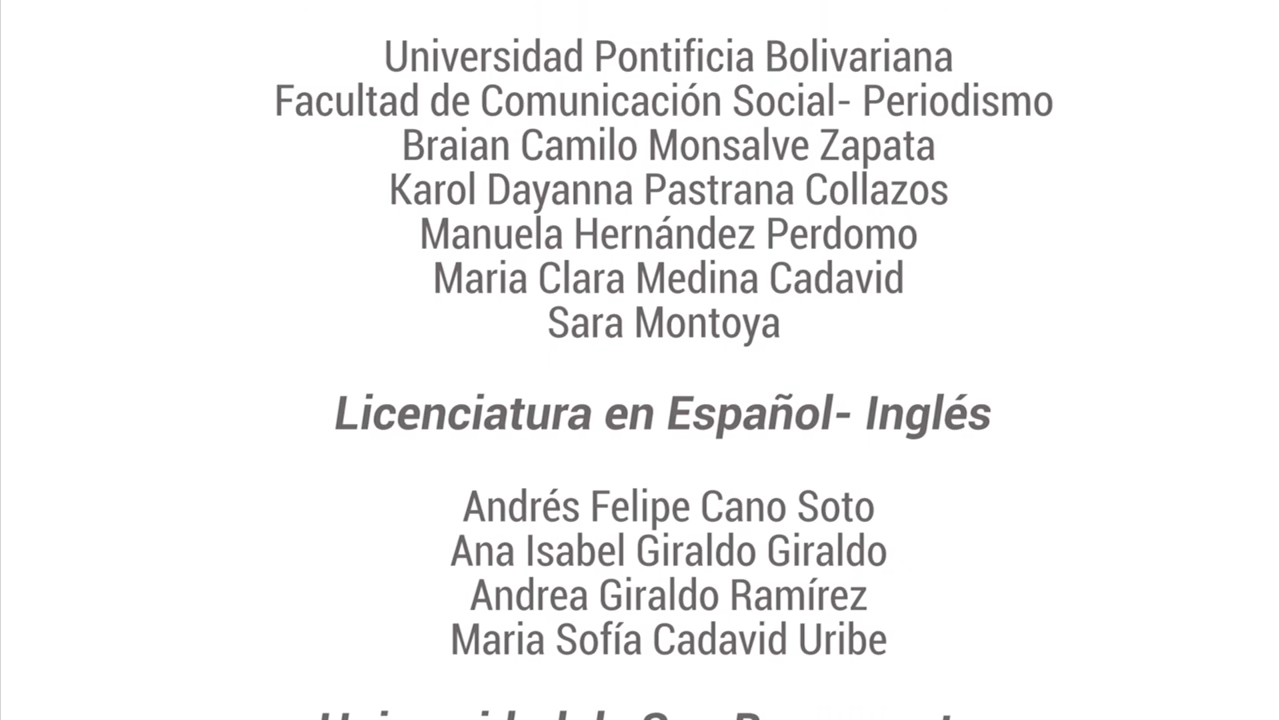 Universidad Pontificia Bolivariana
Facultad de Comunicación Social- Periodismo
Braian Camilo Monsalve Zapata
Karol Dayanna Pastrana Collazos
Manuela Hernández Perdomo
Maria Clara Medina Cadavid
Sara Montoya
Licenciatura en Español- Inglés
Andrés Felipe Cano Soto
Ana Isabel Giraldo Giraldo
Andrea Giraldo Ramírez
Maria Sofía Cadavid Uribe